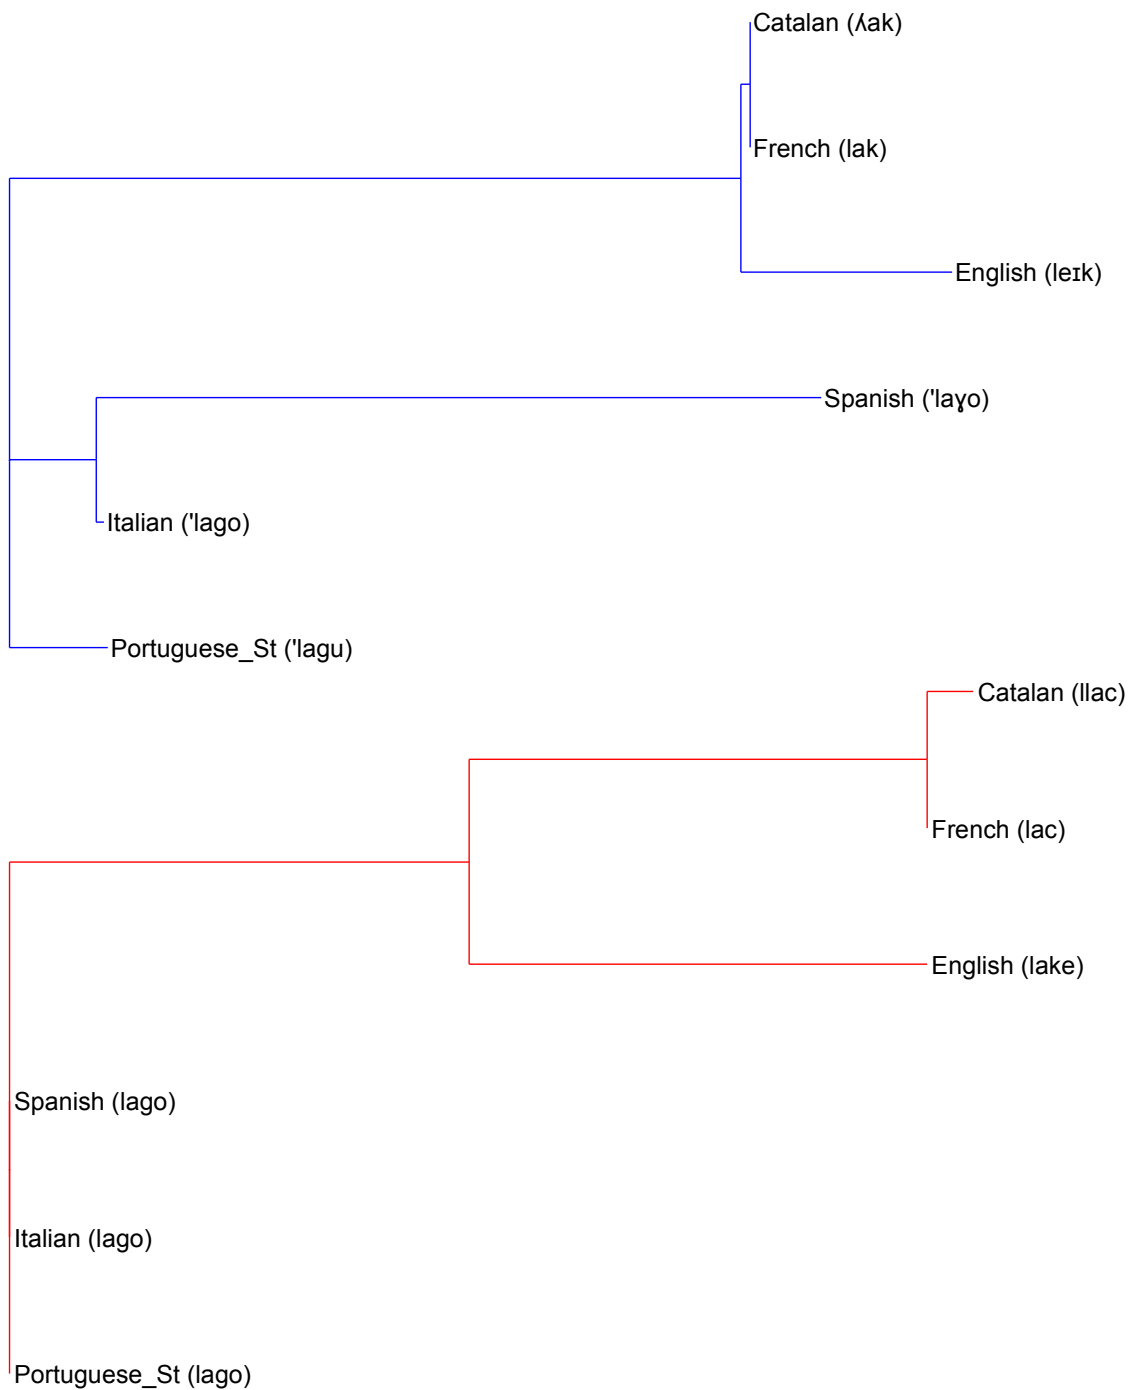 Catalan (ʎak)
French (lak)
English (leɪk)
Spanish ('laɣo)
Italian ('lago)
Portuguese_St ('lagu)
Catalan (llac)
French (lac)
English (lake)
Spanish (lago)
Italian (lago)
Portuguese_St (lago)